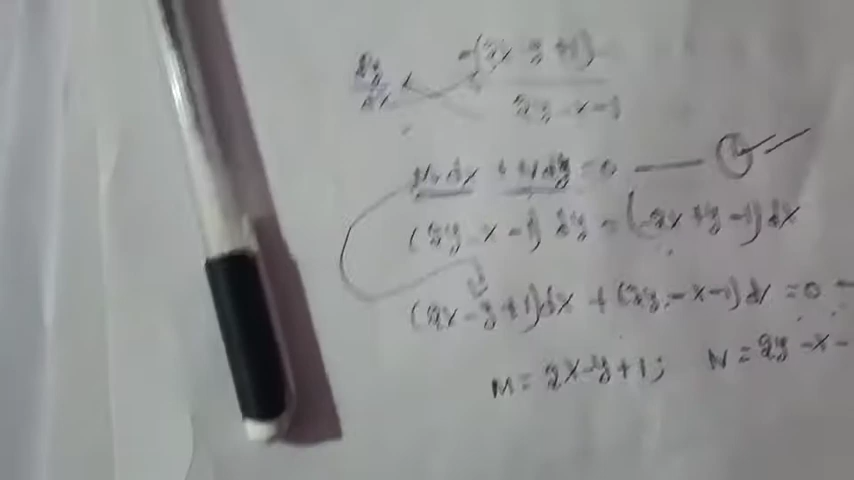 dy/dx = -(2x - y + 1) / 2y - x - 1
M dx + N dy = 0 —— ①
(2y - x - 1) dy = (-2x + y - 1) dx
(2x - y + 1) dx + (2y - x - 1) dy = 0 -
M = 2x - y + 1; N = 2y - x -